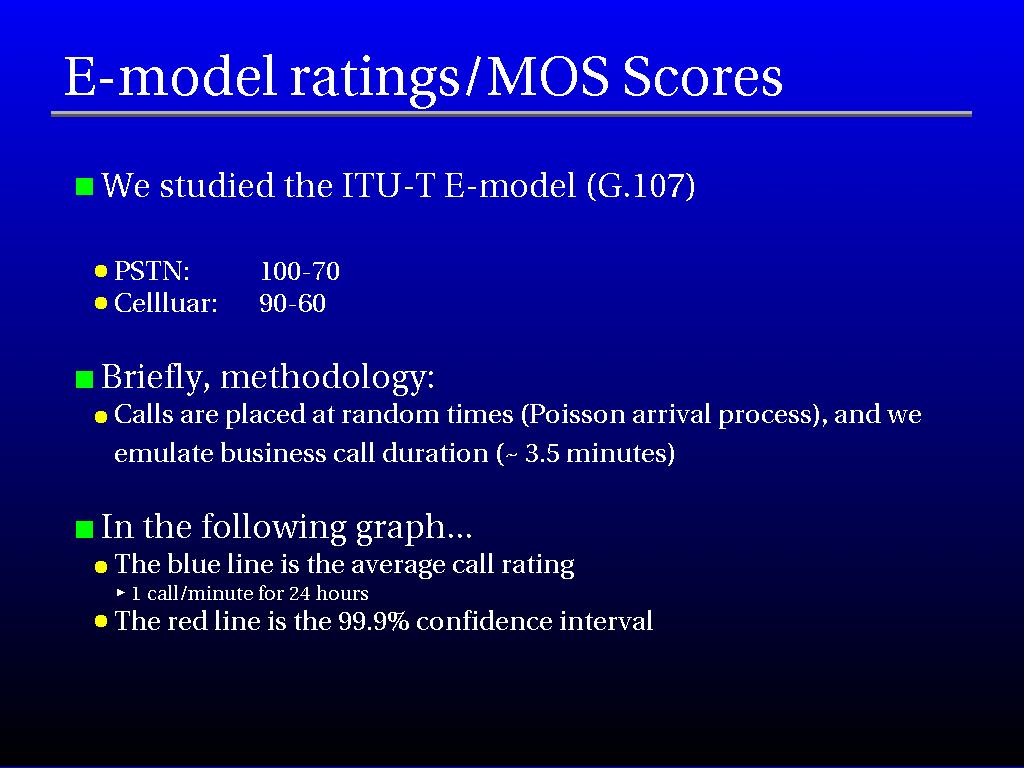 E-model ratings/MOS Scores
We studied the ITU-T E-model (G.107)
PSTN: 100-70
Cellluar: 90-60
Briefly, methodology:
Calls are placed at random times (Poisson arrival process), and we
emulate business call duration (~ 3.5 minutes)
In the following graph...
The blue line is the average call rating
1 call/minute for 24 hours
The red line is the 99.9% confidence interval